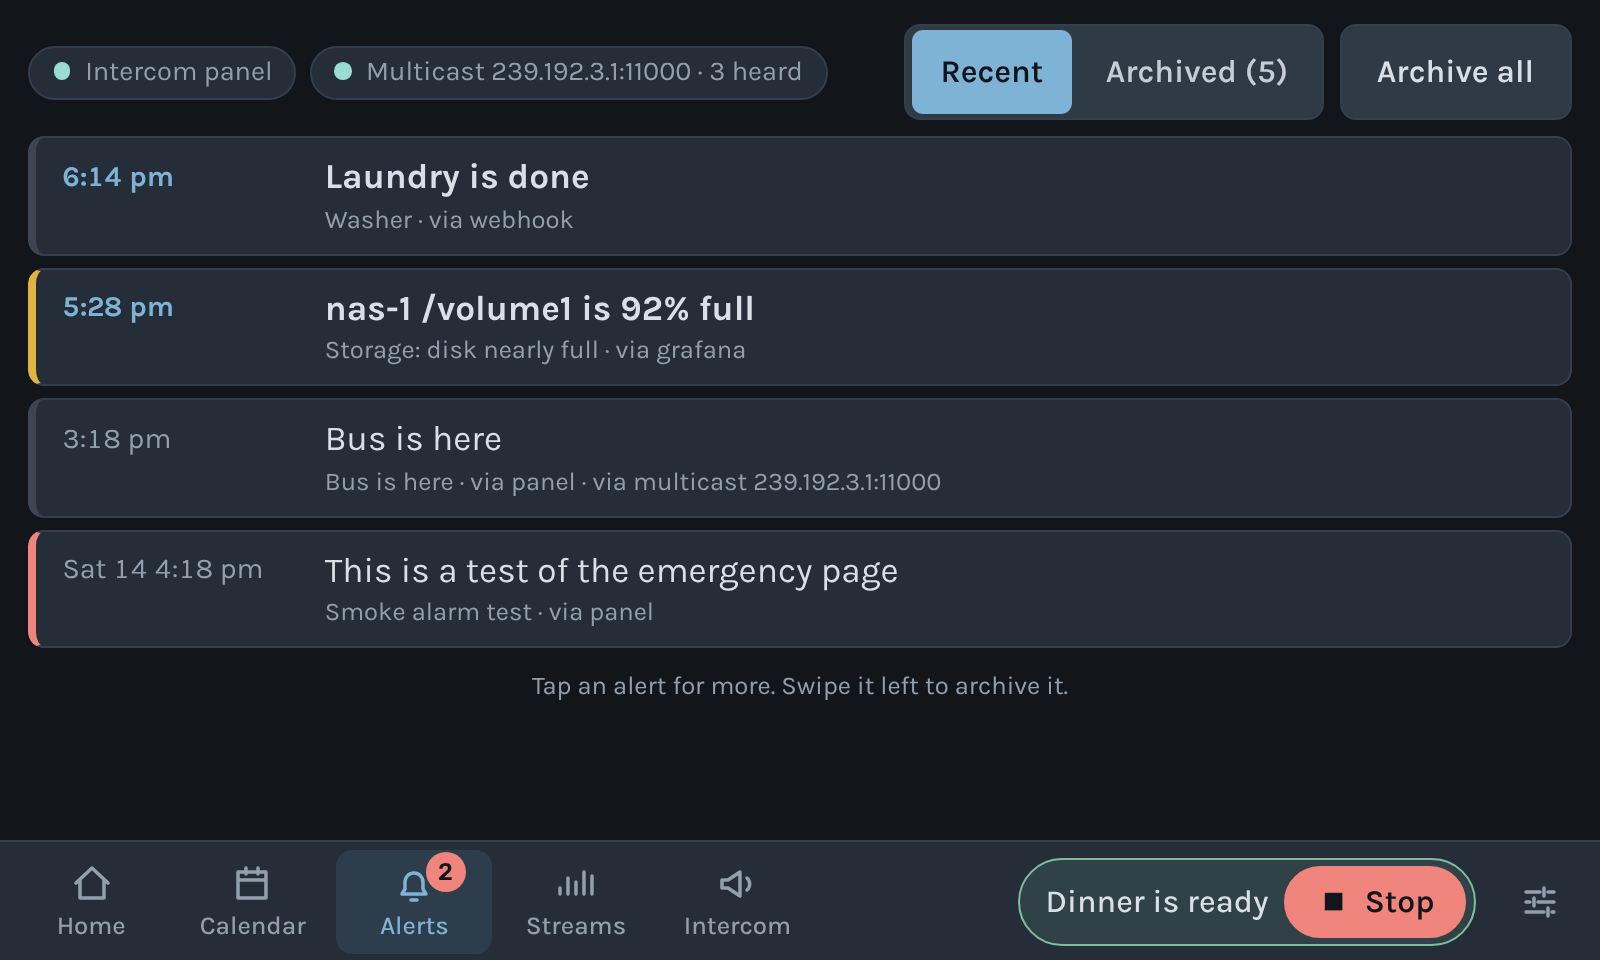 Intercom panel
Multicast 239.192.3.1:11000 · 3 heard
Recent
Archived (5)
Archive all
6:14 pm
Laundry is done
Washer · via webhook
5:28 pm
nas-1 /volume1 is 92% full
Storage: disk nearly full · via grafana
3:18 pm
Bus is here
Bus is here · via panel · via multicast 239.192.3.1:11000
Sat 14 4:18 pm
This is a test of the emergency page
Smoke alarm test · via panel
Tap an alert for more. Swipe it left to archive it.
Home
Calendar
2
Alerts
Streams
Intercom
Dinner is ready
Stop